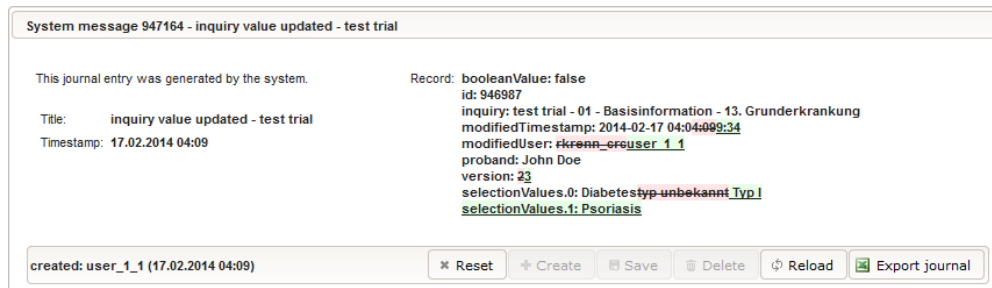 System message 947164 - inquiry value updated - test trial
This journal entry was generated by the system.
Title: inquiry value updated - test trial
Timestamp: 17.02.2014 04:09
Record: booleanValue: false
id: 946987
inquiry: test trial - 01 - Basisinformation - 13. Grunderkrankung
modifiedTimestamp: 2014-02-17 04:04:099:34
modifiedUser: rkrenn_crcuser_1_1
proband: John Doe
version: 23
selectionValues.0: Diabetestyp unbekannt Typ I
selectionValues.1: Psoriasis
created: user_1_1 (17.02.2014 04:09)
Reset
Create
Save
Delete
Reload
Export journal